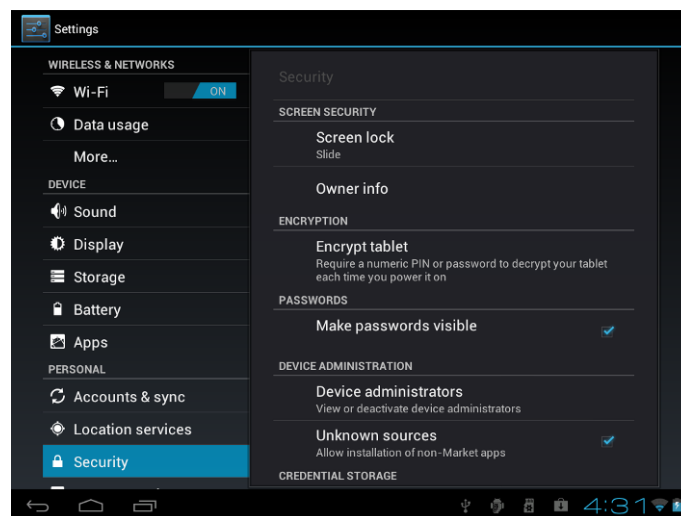 Settings
WIRELESS & NETWORKS
Wi-Fi
ON
Data usage
More...
DEVICE
Sound
Display
Storage
Battery
Apps
PERSONAL
Accounts & sync
Location services
Security
Security
SCREEN SECURITY
Screen lock
Slide
Owner info
ENCRYPTION
Encrypt tablet
Require a numeric PIN or password to decrypt your tablet
each time you power it on
PASSWORDS
Make passwords visible
DEVICE ADMINISTRATION
Device administrators
View or deactivate device administrators
Unknown sources
Allow installation of non-Market apps
CREDENTIAL STORAGE
4:31